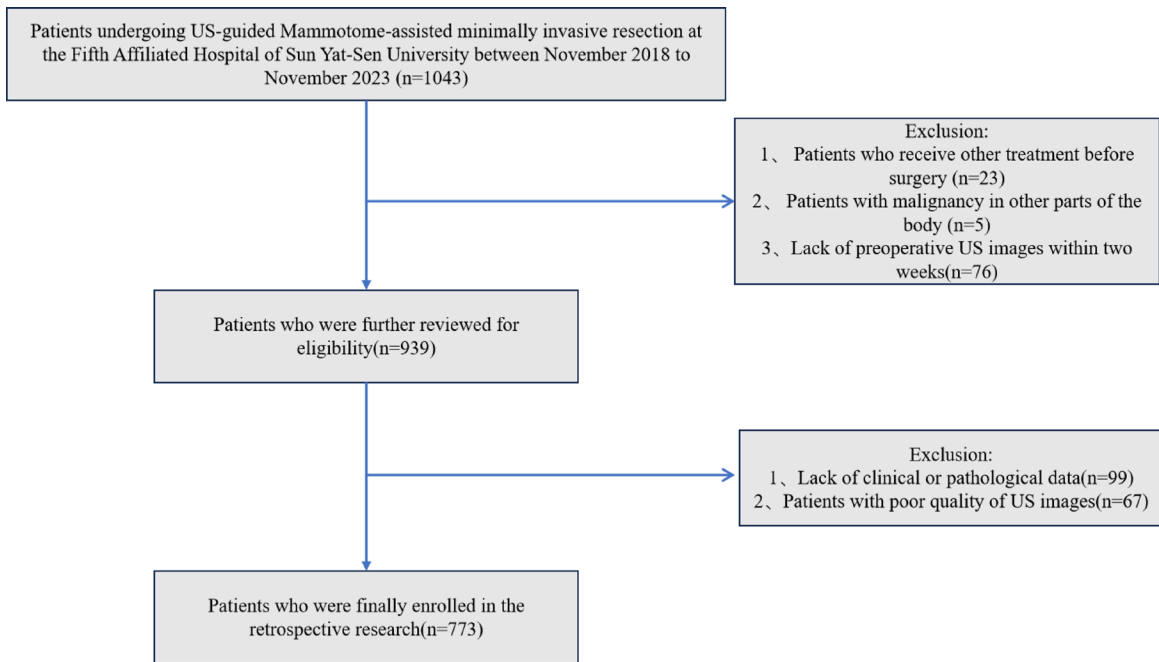 Patients undergoing US-guided Mammotome-assisted minimally invasive resection at
the Fifth Affiliated Hospital of Sun Yat-Sen University between November 2018 to
November 2023 (n=1043)
Exclusion:
1、 Patients who receive other treatment before
surgery (n=23)
2、 Patients with malignancy in other parts of the
body (n=5)
3、Lack of preoperative US images within two
weeks(n=76)
Patients who were further reviewed for
eligibility(n=939)
Exclusion:
1、Lack of clinical or pathological data(n=99)
2、Patients with poor quality of US images(n=67)
Patients who were finally enrolled in the
retrospective research(n=773)